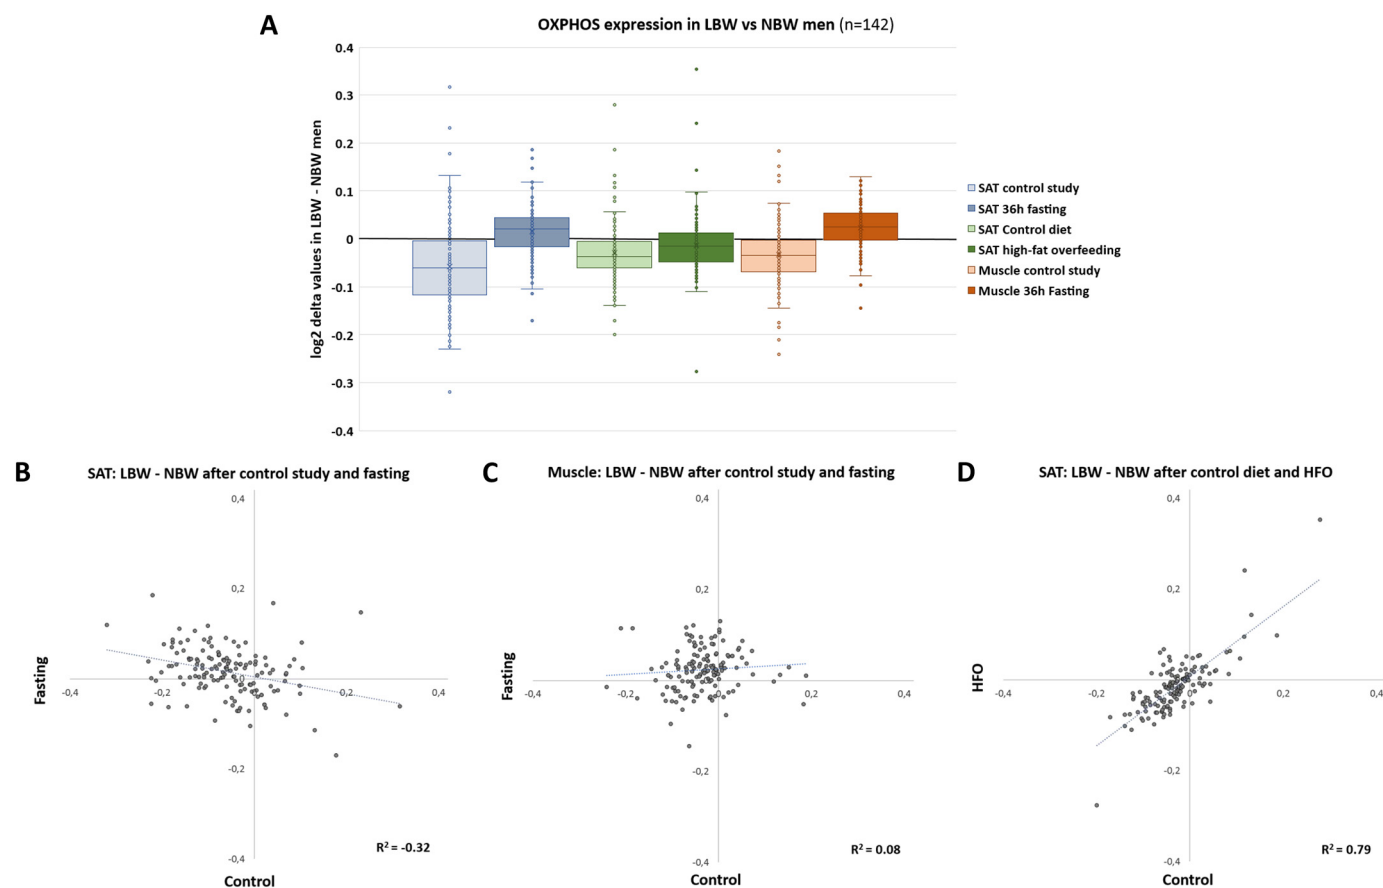 A
OXPHOS expression in LBW vs NBW men (n=142)
log2 delta values in LBW - NBW men
0.4
0.3
0.2
0.1
0
-0.1
-0.2
-0.3
-0.4
SAT control study
SAT 36h fasting
SAT Control diet
SAT high-fat overfeeding
Muscle control study
Muscle 36h Fasting
B
SAT: LBW - NBW after control study and fasting
Fasting
0,4
0,2
-0,4
-0,2
0
0,2
0,4
-0,2
-0,4
R² = -0.32
Control
C
Muscle: LBW - NBW after control study and fasting
Fasting
0,4
0,2
-0,4
-0,2
0
0,2
0,4
-0,2
-0,4
R² = 0.08
Control
D
SAT: LBW - NBW after control diet and HFO
HFO
0,4
0,2
-0,4
-0,2
0
0,2
0,4
-0,2
-0,4
R² = 0.79
Control